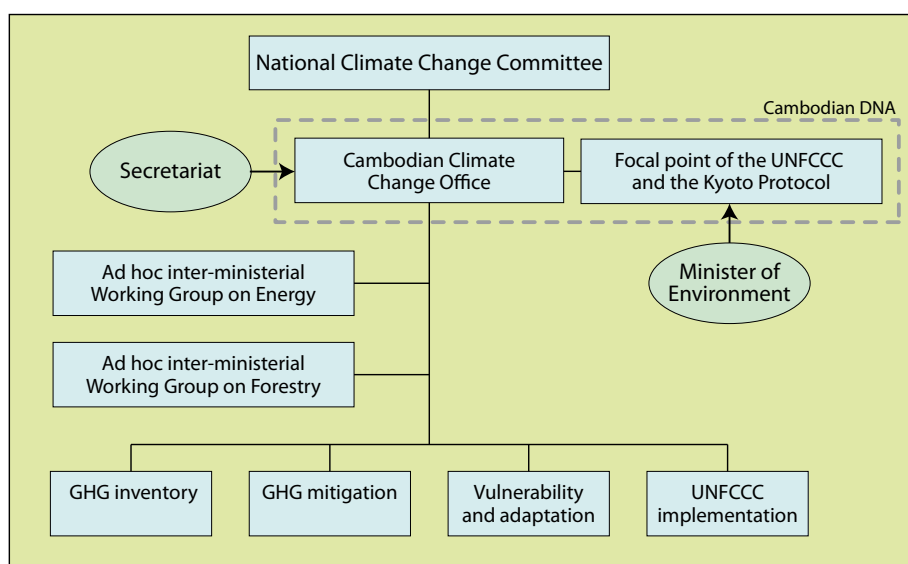 National Climate Change Committee
Cambodian DNA
Secretariat
Cambodian Climate
Change Office
Focal point of the UNFCCC
and the Kyoto Protocol
Minister of
Environment
Ad hoc inter-ministerial
Working Group on Energy
Ad hoc inter-ministerial
Working Group on Forestry
GHG inventory
GHG mitigation
Vulnerability
and adaptation
UNFCCC
implementation